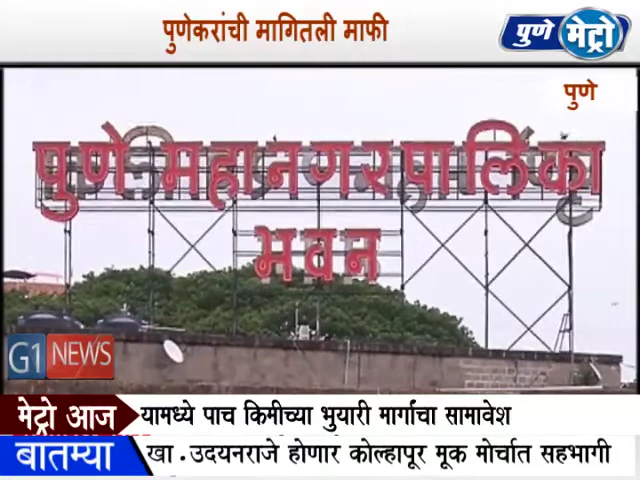 पुणेकरांची मागितली माफी
पुणे मेट्रो
पुणे
पुणे महानगरपालिका
भवन
G1 NEWS
मेट्रो आज
यामध्ये पाच किमीच्या भुयारी मार्गाचा सामावेश
बातम्या
खा.उदयनराजे होणार कोल्हापूर मूक मोर्चात सहभागी